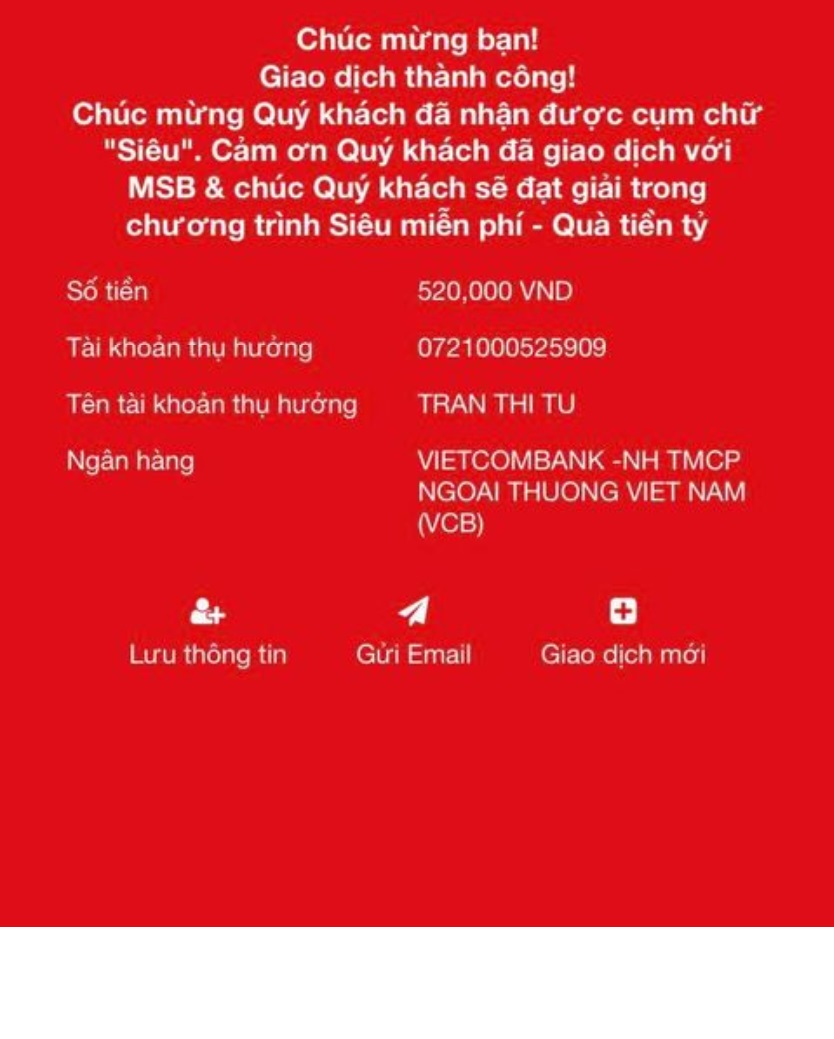 Chúc mừng bạn!
Giao dịch thành công!
Chúc mừng Quý khách đã nhận được cụm chữ
"Siêu". Cảm ơn Quý khách đã giao dịch với
MSB & chúc Quý khách sẽ đạt giải trong
chương trình Siêu miễn phí - Quà tiền tỷ
Số tiền 520,000 VND
Tài khoản thụ hưởng 0721000525909
Tên tài khoản thụ hưởng TRAN THI TU
Ngân hàng VIETCOMBANK -NH TMCP
NGOAI THUONG VIET NAM
(VCB)
Lưu thông tin Gửi Email Giao dịch mới